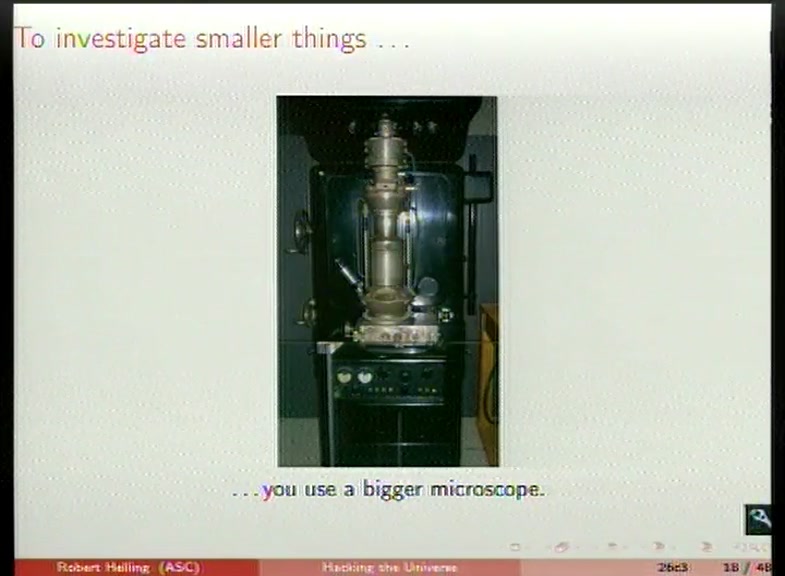 To investigate smaller things ...
... you use a bigger microscope.
Robert Helling (ASC)
Hacking the Universe
26c3
18 / 48